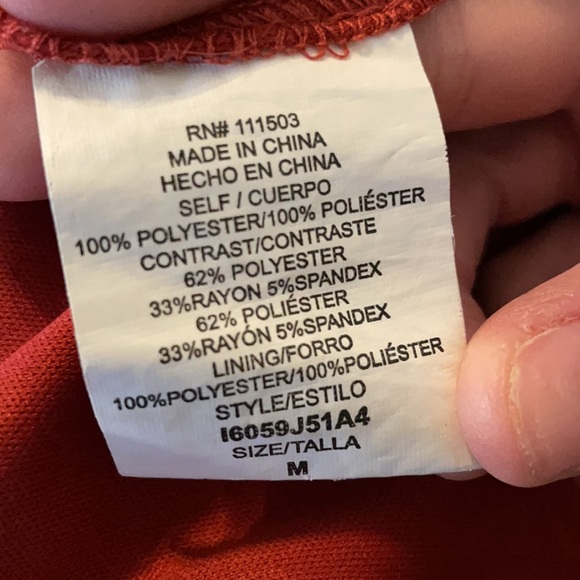 RN# 111503
MADE IN CHINA
HECHO EN CHINA
SELF / CUERPO
100% POLYESTER/100% POLIÉSTER
CONTRAST/CONTRASTE
62% POLYESTER
33%RAYON 5%SPANDEX
62% POLIÉSTER
33%RAYÓN 5%SPANDEX
LINING/FORRO
100%POLYESTER/100%POLIÉSTER
STYLE/ESTILO
I6059J51A4
SIZE/TALLA
M